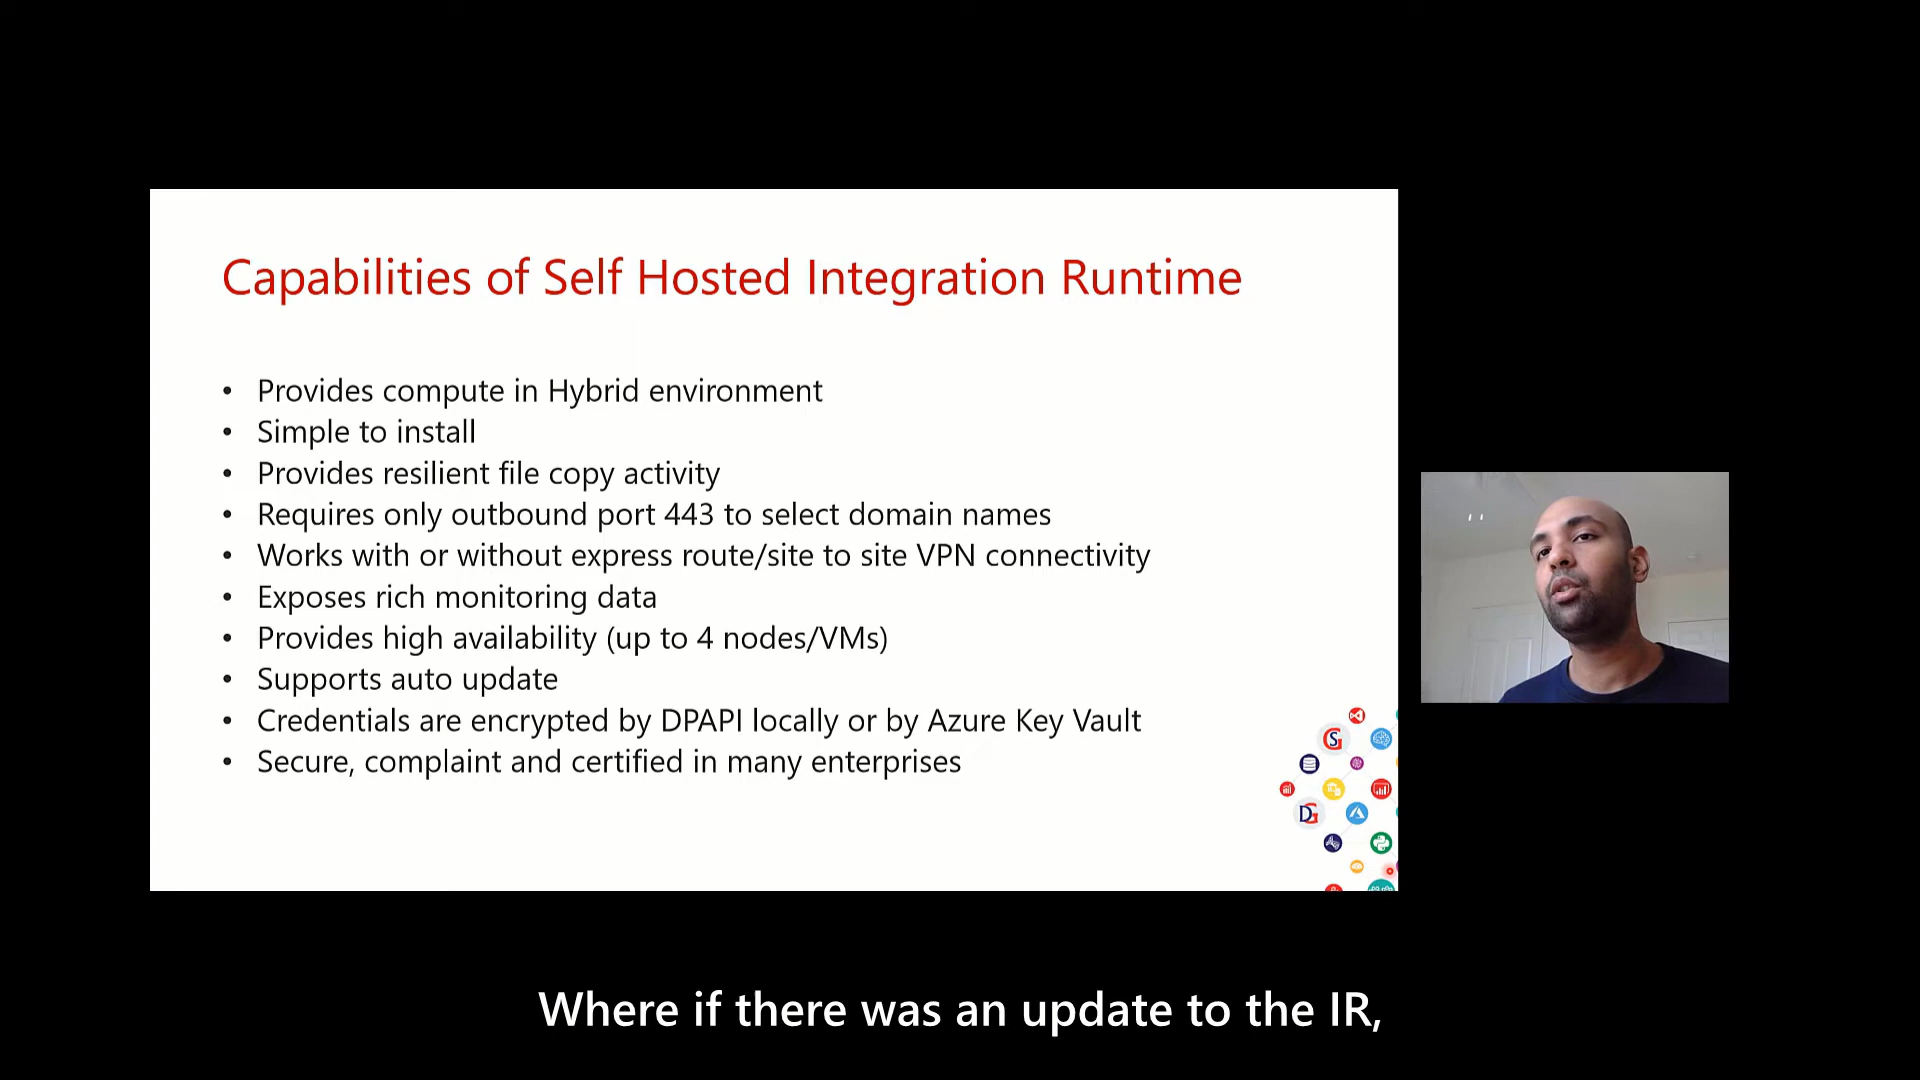 Capabilities of Self Hosted Integration Runtime
• Provides compute in Hybrid environment
• Simple to install
• Provides resilient file copy activity
• Requires only outbound port 443 to select domain names
• Works with or without express route/site to site VPN connectivity
• Exposes rich monitoring data
• Provides high availability (up to 4 nodes/VMs)
• Supports auto update
• Credentials are encrypted by DPAPI locally or by Azure Key Vault
• Secure, complaint and certified in many enterprises
GS
DG
Where if there was an update to the IR,